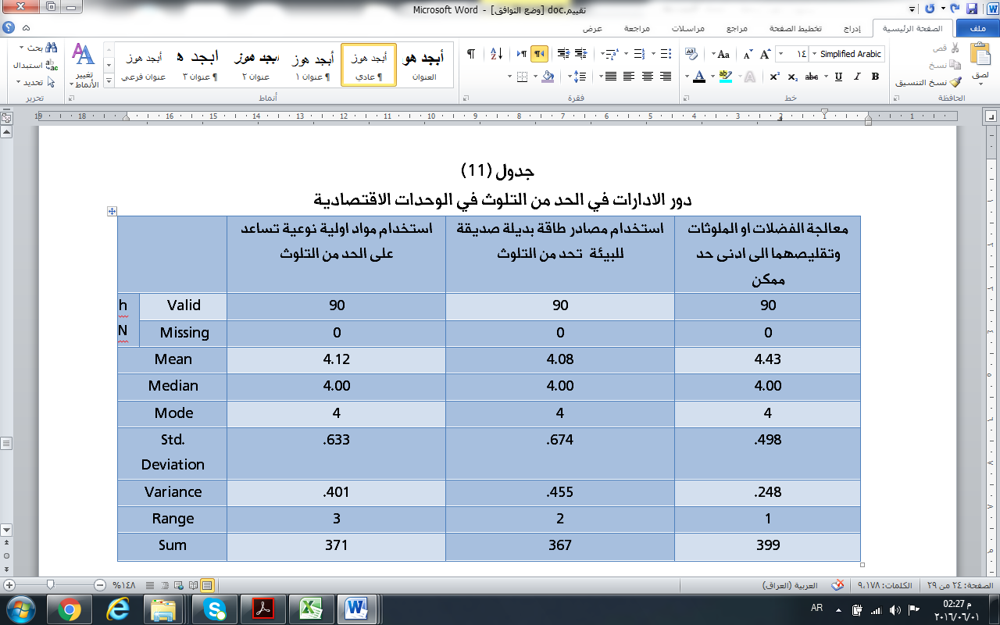 تقييم.doc [وضع التوافق] - Microsoft Word
ملف
الصفحة الرئيسية
إدراج
تخطيط الصفحة
مراجع
مراسلات
مراجعة
عرض
لصق
قص
نسخ
نسخ التنسيق
الحافظة
Simplified Arabic
١٤
خط
فقرة
أبجد هو
العنوان
أبجد هوز
¶ عادي
أبجد هوز
¶ عنوان ١
أبجد هوز
عنوان ٢
أبجد ه
¶ عنوان ٣
أبجد هوز
عنوان فرعي
أنماط
تغيير
الأنماط
بحث
استبدال
تحديد
تحرير
جدول (11)
دور الادارات في الحد من التلوث في الوحدات الاقتصادية
معالجة الفضلات او الملوثات
وتقليصهما الى ادنى حد
ممكن
استخدام مصادر طاقة بديلة صديقة
للبيئة تحد من التلوث
استخدام مواد اولية نوعية تساعد
على الحد من التلوث
h
N
Valid 90 90 90
Missing 0 0 0
Mean 4.12 4.08 4.43
Median 4.00 4.00 4.00
Mode 4 4 4
Std.
Deviation .633 .674 .498
Variance .401 .455 .248
Range 3 2 1
Sum 371 367 399
الصفحة: ٢٤ من ٢٩
الكلمات: ٩،١٧٨
العربية (العراق)
١٤٨%
AR
02:27 م
٢٠١٦/٠٦/٠١